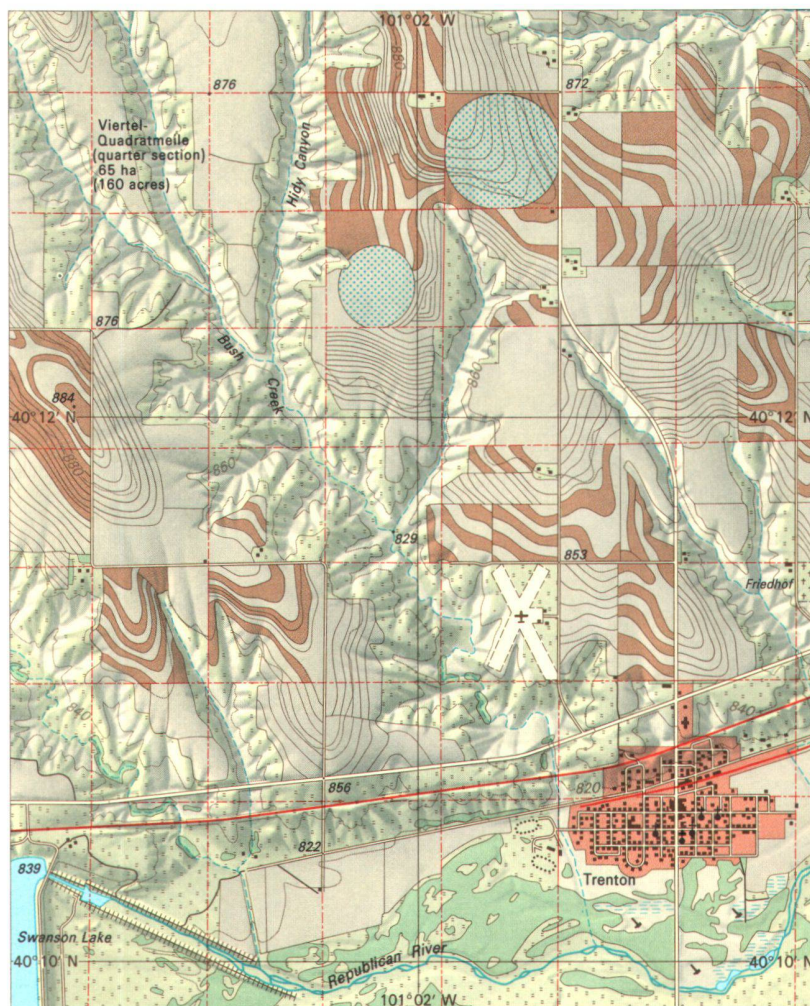 101°02' W
860
876
872
Viertel-
Quadratmeile
(quarter section)
65 ha
(160 acres)
Hidy Canyon
876
Bush
Creek
860
884
40°12' N
40°12' N
880
860
829
853
Friedhof
840
840
856
820
822
839
Trenton
Swanson Lake
Republican River
40°10' N
40°10' N
101°02' W